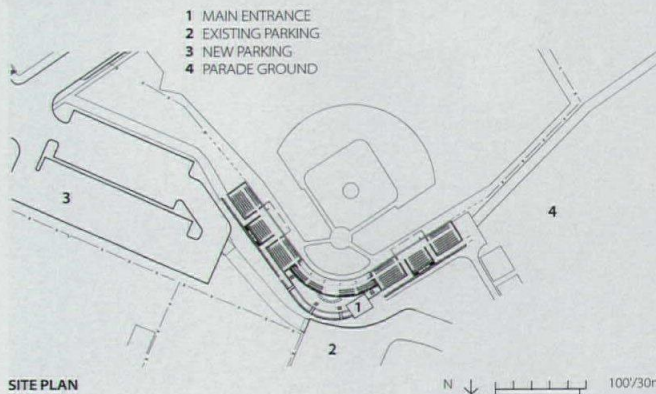 1 MAIN ENTRANCE
2 EXISTING PARKING
3 NEW PARKING
4 PARADE GROUND
3
4
1
2
SITE PLAN
N
100'/30m